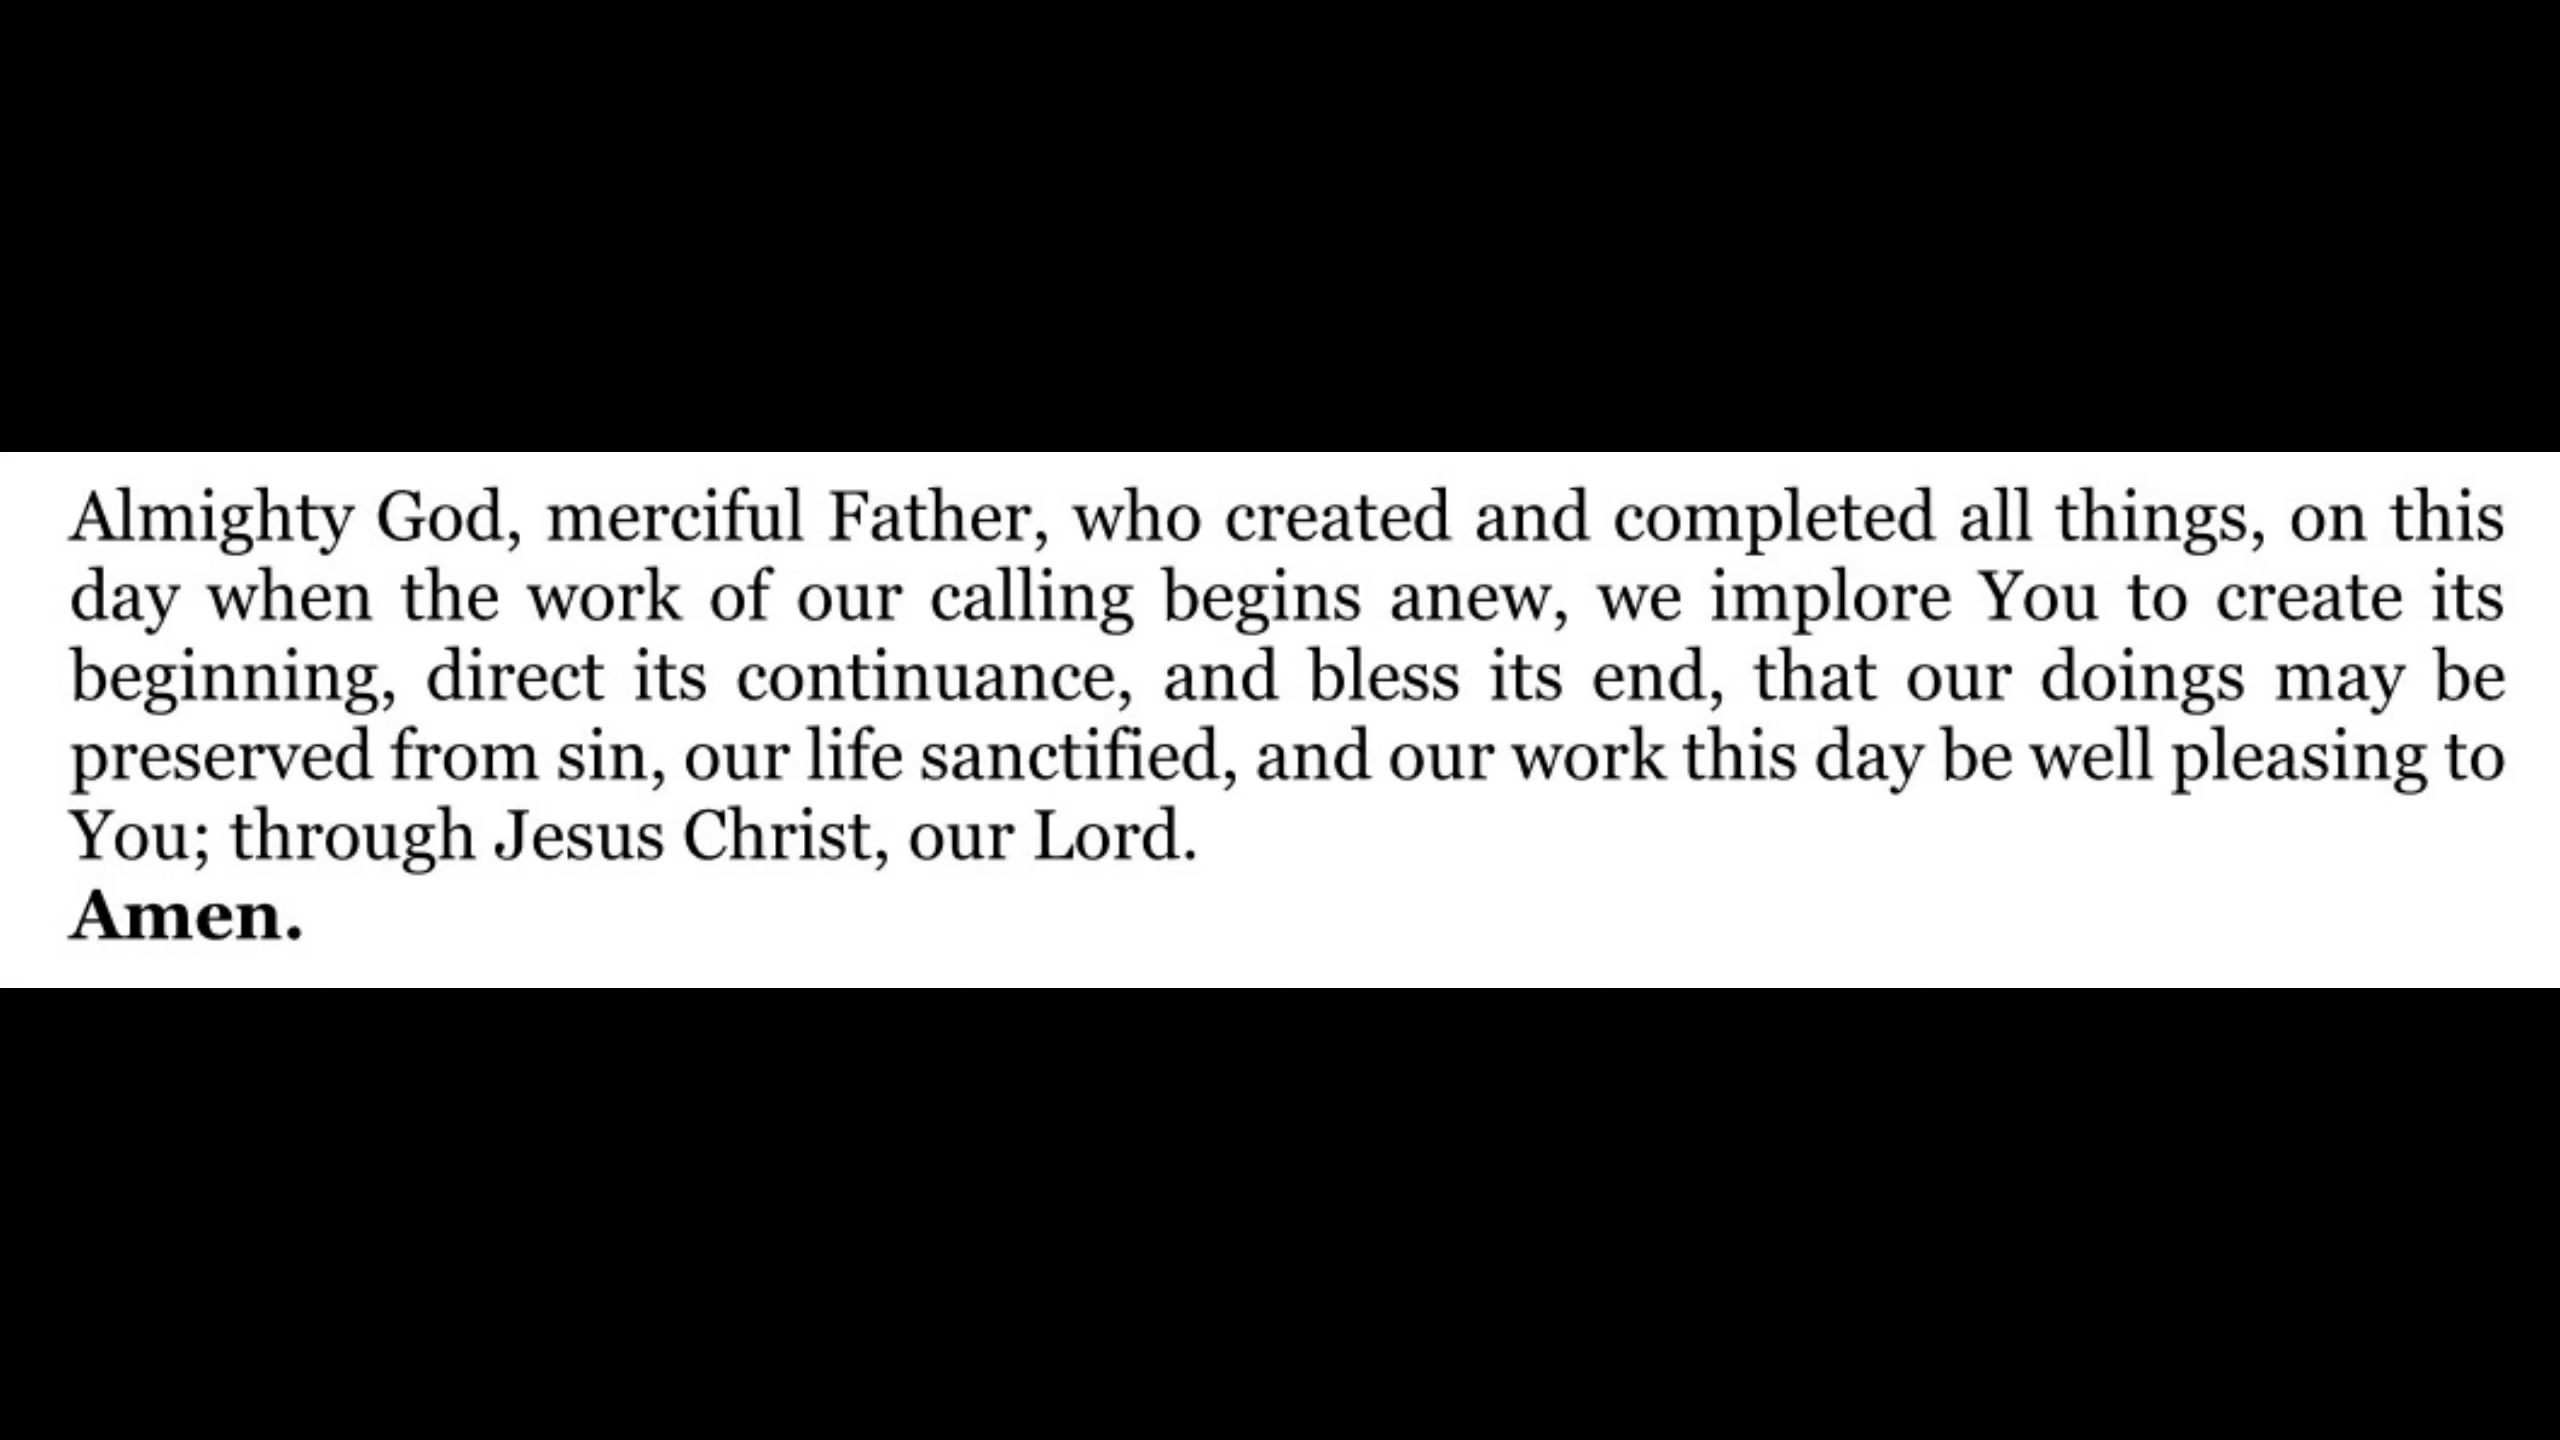 Almighty God, merciful Father, who created and completed all things, on this
day when the work of our calling begins anew, we implore You to create its
beginning, direct its continuance, and bless its end, that our doings may be
preserved from sin, our life sanctified, and our work this day be well pleasing to
You; through Jesus Christ, our Lord.
Amen.